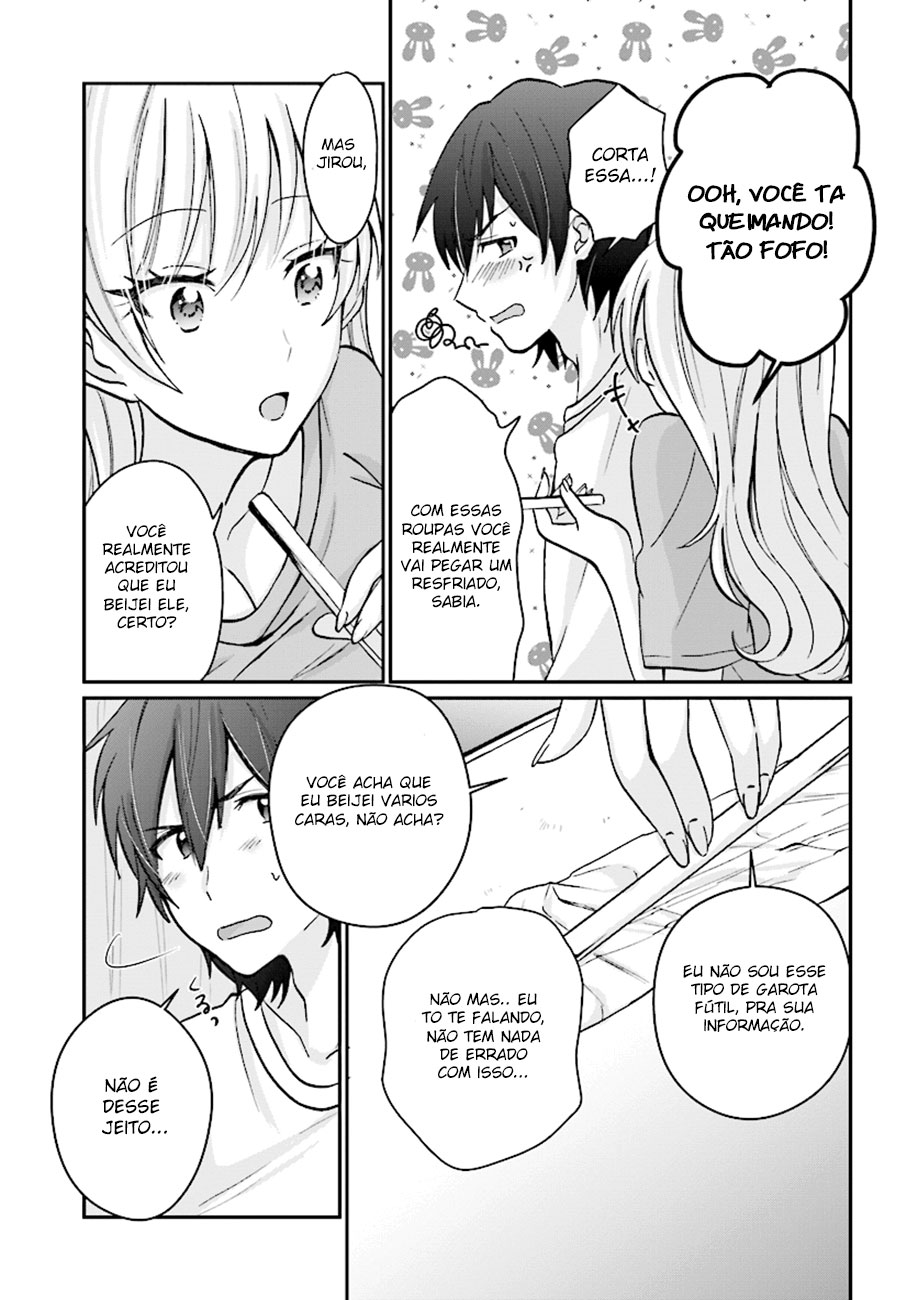 OOH, VOCÊ TA
QUEIMANDO!
TÃO FOFO!
CORTA
ESSA...!
COM ESSAS
ROUPAS VOCÊ
REALMENTE
VAI PEGAR UM
RESFRIADO,
SABIA.
MAS
JIROU,
VOCÊ
REALMENTE
ACREDITOU
QUE EU
BEIJEI ELE,
CERTO?
VOCÊ ACHA QUE
EU BEIJEI VARIOS
CARAS, NÃO ACHA?
EU NÃO SOU ESSE
TIPO DE GAROTA
FÚTIL, PRA SUA
INFORMAÇÃO.
NÃO MAS.. EU
TO TE FALANDO,
NÃO TEM NADA
DE ERRADO
COM ISSO...
NÃO É
DESSE
JEITO...